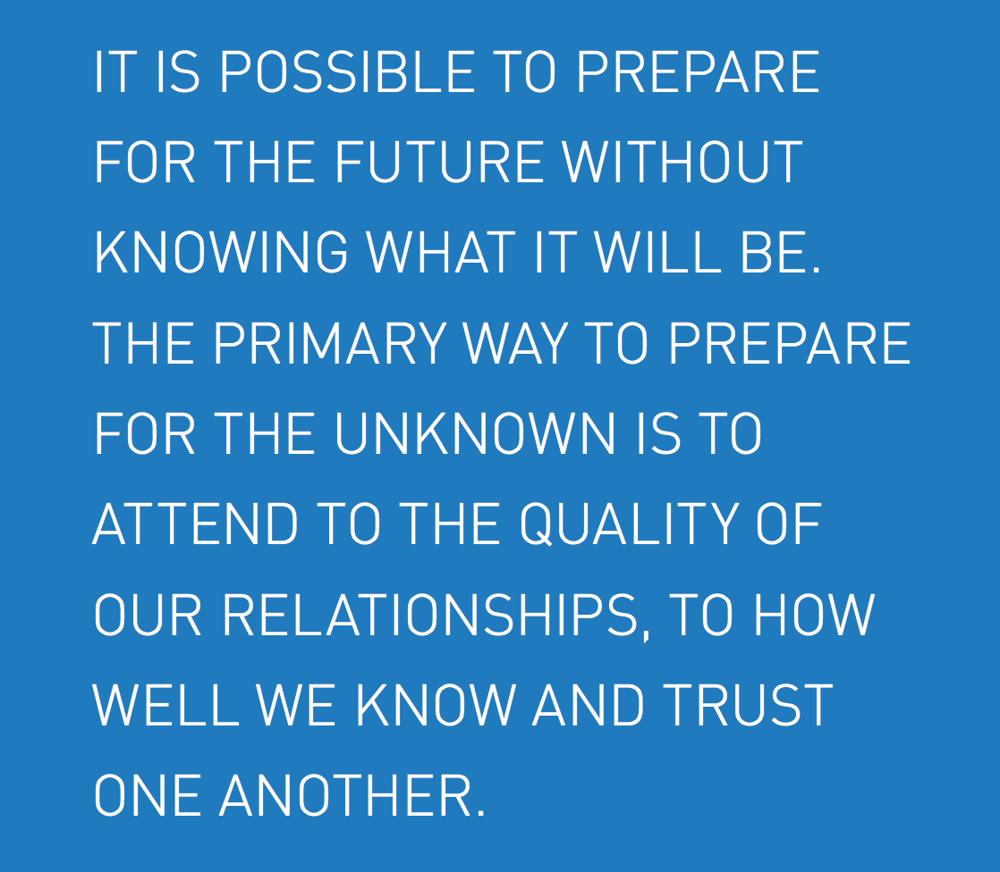 IT IS POSSIBLE TO PREPARE
FOR THE FUTURE WITHOUT
KNOWING WHAT IT WILL BE.
THE PRIMARY WAY TO PREPARE
FOR THE UNKNOWN IS TO
ATTEND TO THE QUALITY OF
OUR RELATIONSHIPS, TO HOW
WELL WE KNOW AND TRUST
ONE ANOTHER.